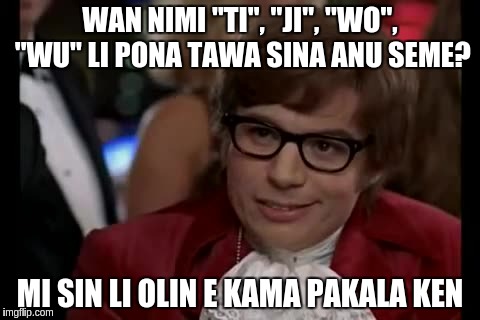 WAN NIMI "TI", "JI", "WO",
"WU" LI PONA TAWA SINA ANU SEME?
MI SIN LI OLIN E KAMA PAKALA KEN
imgflip.com